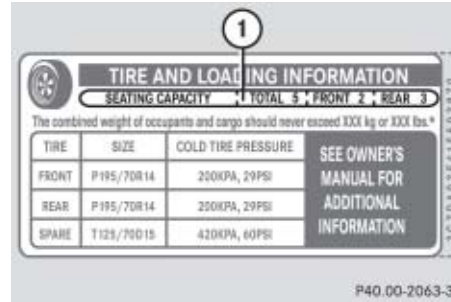 1
TIRE AND LOADING INFORMATION
SEATING CAPACITY TOTAL 5 FRONT 2 REAR 3
The combined weight of occupants and cargo should never exceed XXX kg or XXX lbs.*
TIRE SIZE COLD TIRE PRESSURE
SEE OWNER'S
MANUAL FOR
ADDITIONAL
INFORMATION
FRONT P195/70R14 200KPA, 29PSI
REAR P195/70R14 200KPA, 29PSI
SPARE T125/70D15 420KPA, 60PSI
P40.00-2063-3